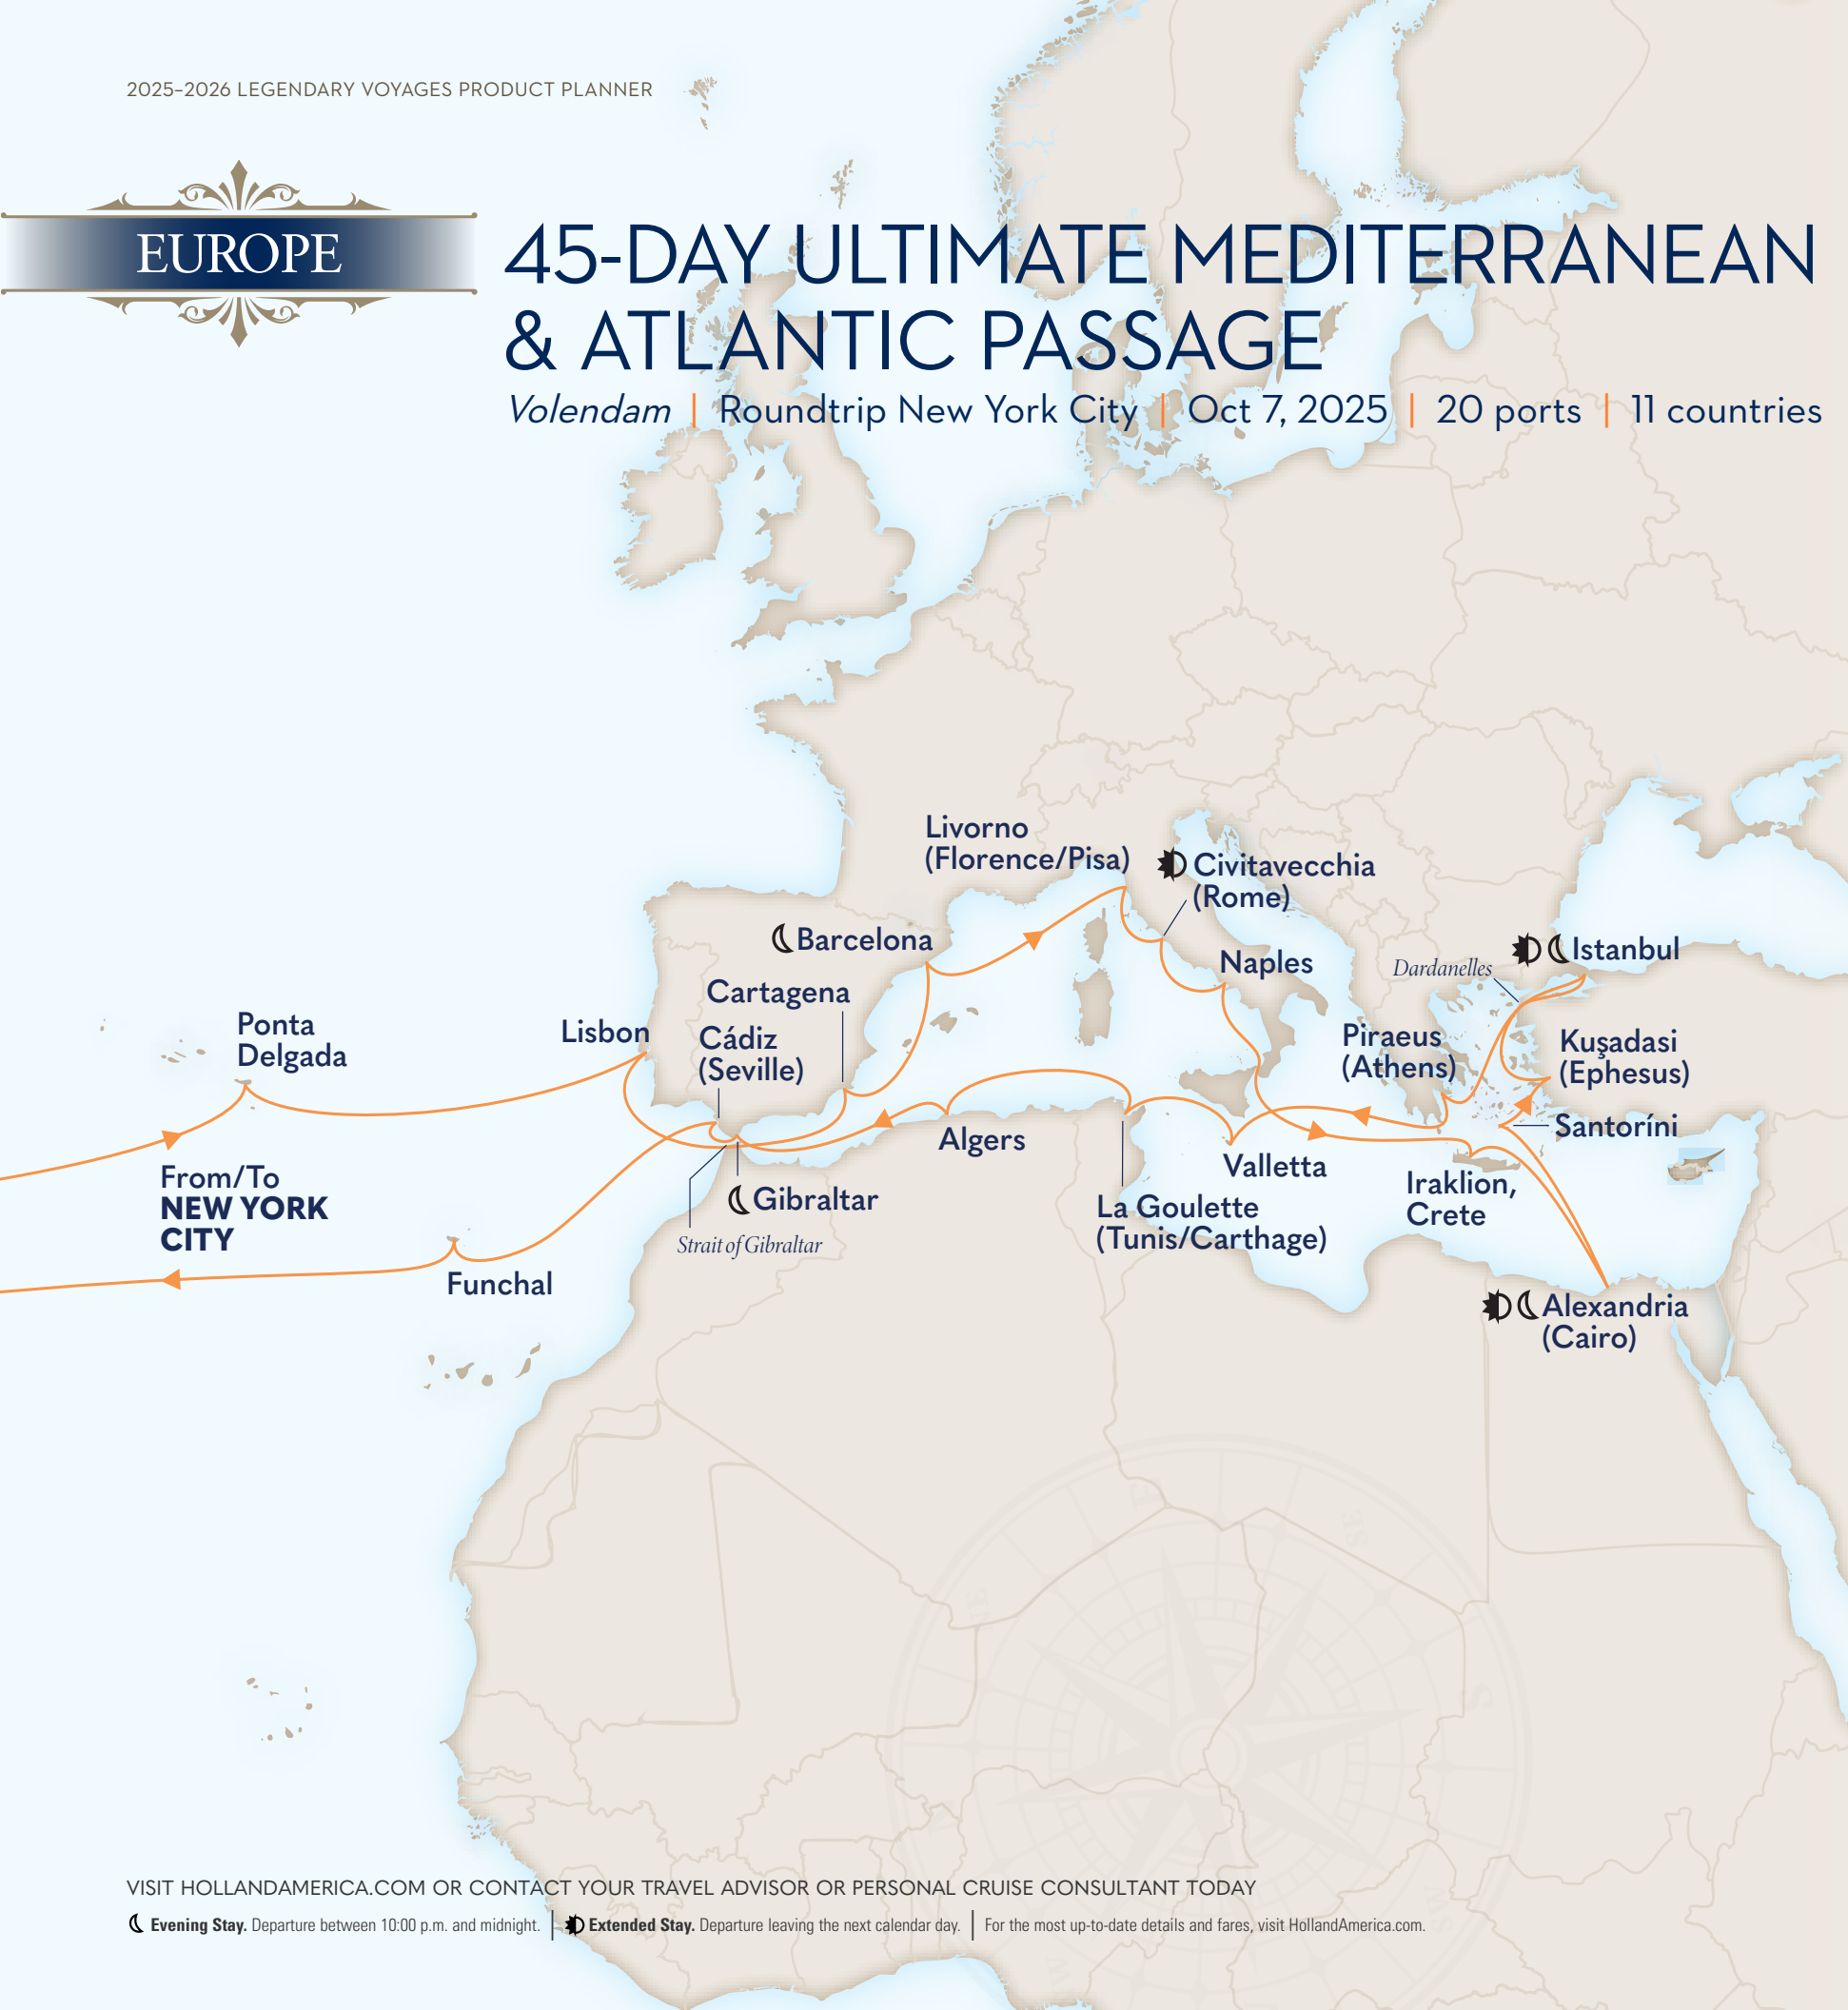 2025–2026 LEGENDARY VOYAGES PRODUCT PLANNER
EUROPE
45-DAY ULTIMATE MEDITERRANEAN
& ATLANTIC PASSAGE
Volendam | Roundtrip New York City | Oct 7, 2025 | 20 ports | 11 countries
Livorno
(Florence/Pisa)
Civitavecchia
(Rome)
Barcelona
Naples
Dardanelles
Istanbul
Cartagena
Ponta
Delgada
Lisbon
Cádiz
(Seville)
Piraeus
(Athens)
Kuşadasi
(Ephesus)
Santoríni
Algers
Valletta
From/To
NEW YORK
CITY
Gibraltar
Strait of Gibraltar
La Goulette
(Tunis/Carthage)
Iraklion,
Crete
Funchal
Alexandria
(Cairo)
SE
S
VISIT HOLLANDAMERICA.COM OR CONTACT YOUR TRAVEL ADVISOR OR PERSONAL CRUISE CONSULTANT TODAY
Evening Stay. Departure between 10:00 p.m. and midnight. | Extended Stay. Departure leaving the next calendar day. | For the most up-to-date details and fares, visit HollandAmerica.com.